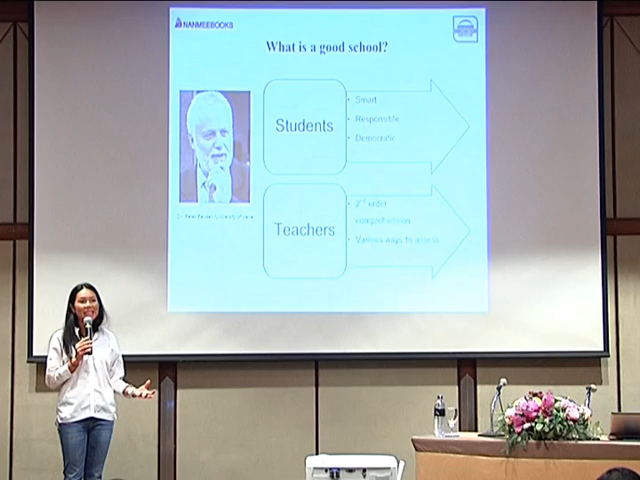 NANMEEBOOKS
What is a good school?
Students
• Smart
• Responsible
• Democratic
Teachers
• 2nd order
comprehension
• Various ways to assess